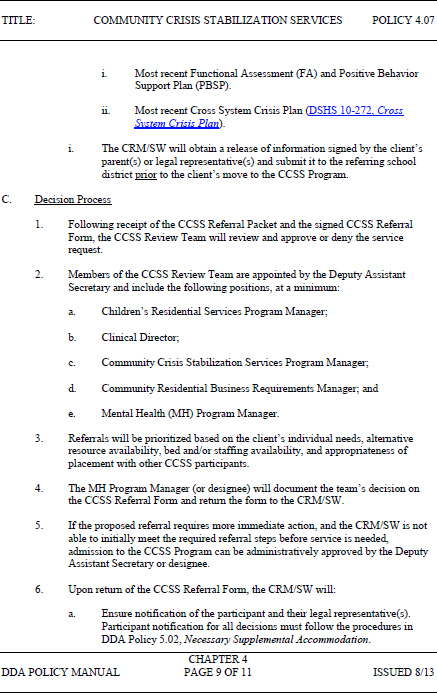 TITLE: COMMUNITY CRISIS STABILIZATION SERVICES POLICY 4.07
i. Most recent Functional Assessment (FA) and Positive Behavior
Support Plan (PBSP).
ii. Most recent Cross System Crisis Plan (DSHS 10-272, Cross
System Crisis Plan).
i. The CRM/SW will obtain a release of information signed by the client's
parent(s) or legal representative(s) and submit it to the referring school
district prior to the client's move to the CCSS Program.
C. Decision Process
1. Following receipt of the CCSS Referral Packet and the signed CCSS Referral
Form, the CCSS Review Team will review and approve or deny the service
request.
2. Members of the CCSS Review Team are appointed by the Deputy Assistant
Secretary and include the following positions, at a minimum:
a. Children's Residential Services Program Manager;
b. Clinical Director;
c. Community Crisis Stabilization Services Program Manager;
d. Community Residential Business Requirements Manager; and
e. Mental Health (MH) Program Manager.
3. Referrals will be prioritized based on the client's individual needs, alternative
resource availability, bed and/or staffing availability, and appropriateness of
placement with other CCSS participants.
4. The MH Program Manager (or designee) will document the team's decision on
the CCSS Referral Form and return the form to the CRM/SW.
5. If the proposed referral requires more immediate action, and the CRM/SW is not
able to initially meet the required referral steps before service is needed,
admission to the CCSS Program can be administratively approved by the Deputy
Assistant Secretary or designee.
6. Upon return of the CCSS Referral Form, the CRM/SW will:
a. Ensure notification of the participant and their legal representative(s).
Participant notification for all decisions must follow the procedures in
DDA Policy 5.02, Necessary Supplemental Accommodation.
CHAPTER 4
DDA POLICY MANUAL PAGE 9 OF 11 ISSUED 8/13